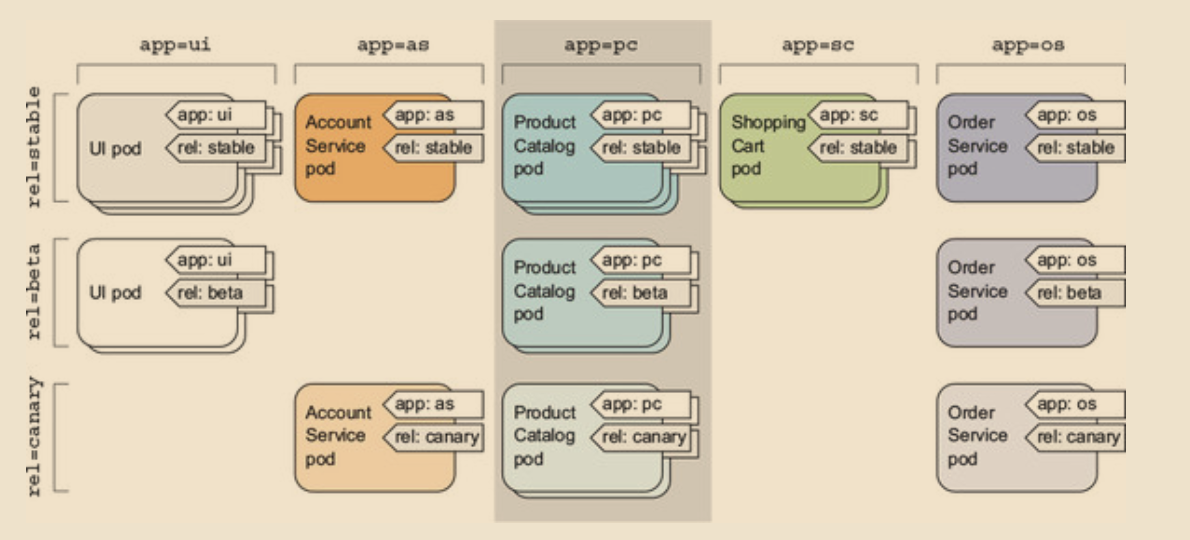 app=ui
app=as
app=pc
app=sc
app=os
rel=stable
UI pod
app: ui
rel: stable
Account
Service
pod
app: as
rel: stable
Product
Catalog
pod
app: pc
rel: stable
Shopping
Cart
pod
app: sc
rel: stable
Order
Service
pod
app: os
rel: stable
rel=beta
UI pod
app: ui
rel: beta
Product
Catalog
pod
app: pc
rel: beta
Order
Service
pod
app: os
rel: beta
rel=canary
Account
Service
pod
app: as
rel: canary
Product
Catalog
pod
app: pc
rel: canary
Order
Service
pod
app: os
rel: canary